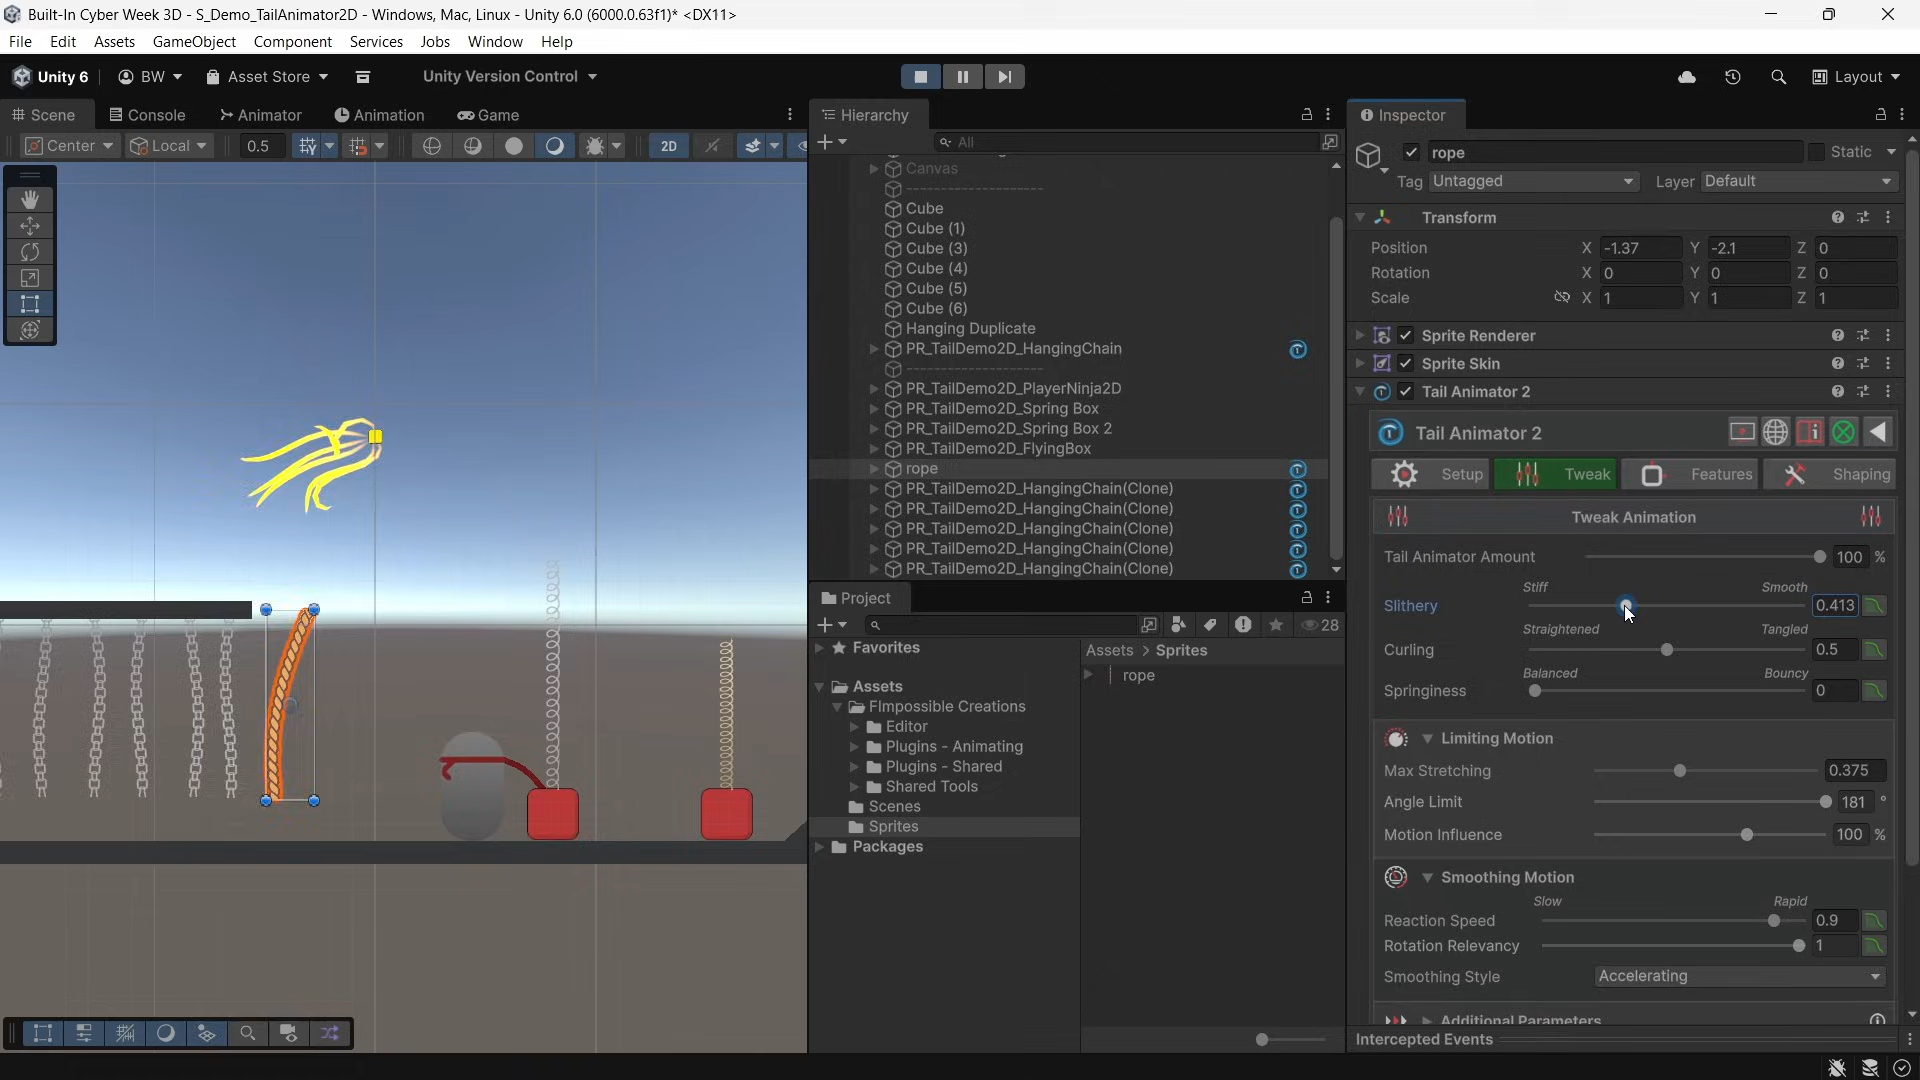 Built-In Cyber Week 3D - S_Demo_TailAnimator2D - Windows, Mac, Linux - Unity 6.0 (6000.0.63f1)* <DX11>
File Edit Assets GameObject Component Services Jobs Window Help
Unity 6 BW Asset Store Unity Version Control Layout
Scene Console Animator Animation Game
Center Local 0.5 2D
Hierarchy
All
Canvas
--------------------
Cube
Cube (1)
Cube (3)
Cube (4)
Cube (5)
Cube (6)
Hanging Duplicate
PR_TailDemo2D_HangingChain
--------------------
PR_TailDemo2D_PlayerNinja2D
PR_TailDemo2D_Spring Box
PR_TailDemo2D_Spring Box 2
PR_TailDemo2D_FlyingBox
rope
PR_TailDemo2D_HangingChain(Clone)
PR_TailDemo2D_HangingChain(Clone)
PR_TailDemo2D_HangingChain(Clone)
PR_TailDemo2D_HangingChain(Clone)
PR_TailDemo2D_HangingChain(Clone)
Project
28
Favorites
Assets
FImpossible Creations
Editor
Plugins - Animating
Plugins - Shared
Shared Tools
Scenes
Sprites
Packages
Assets > Sprites
rope
Inspector
rope Static
Tag Untagged Layer Default
Transform
Position X -1.37 Y -2.1 Z 0
Rotation X 0 Y 0 Z 0
Scale X 1 Y 1 Z 1
Sprite Renderer
Sprite Skin
Tail Animator 2
Tail Animator 2
Setup Tweak Features Shaping
Tweak Animation
Tail Animator Amount 100 %
Stiff Smooth
Slithery 0.413
Straightened Tangled
Curling 0.5
Balanced Bouncy
Springiness 0
Limiting Motion
Max Stretching 0.375
Angle Limit 181 °
Motion Influence 100 %
Smoothing Motion
Slow Rapid
Reaction Speed 0.9
Rotation Relevancy 1
Smoothing Style Accelerating
Additional Parameters
Intercepted Events